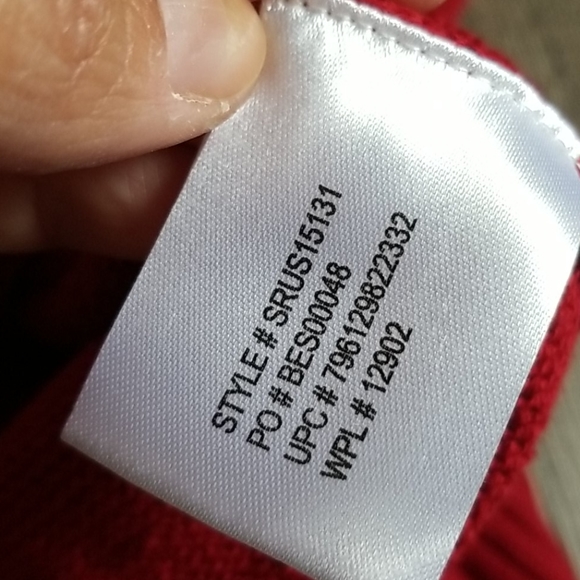 STYLE # SRUS15131
PO # BES00048
UPC # 796129822332
WPL # 12902